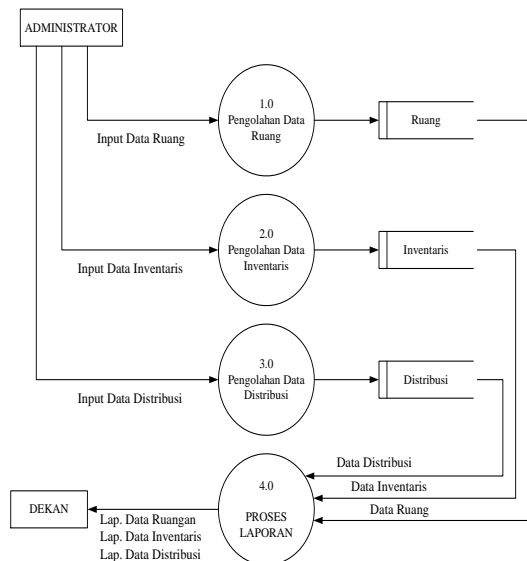 ADMINISTRATOR
1.0
Pengolahan Data
Ruang
Ruang
Input Data Ruang
2.0
Pengolahan Data
Inventaris
Inventaris
Input Data Inventaris
3.0
Pengolahan Data
Distribusi
Distribusi
Input Data Distribusi
Data Distribusi
Data Inventaris
Data Ruang
4.0
PROSES
LAPORAN
DEKAN
Lap. Data Ruangan
Lap. Data Inventaris
Lap. Data Distribusi